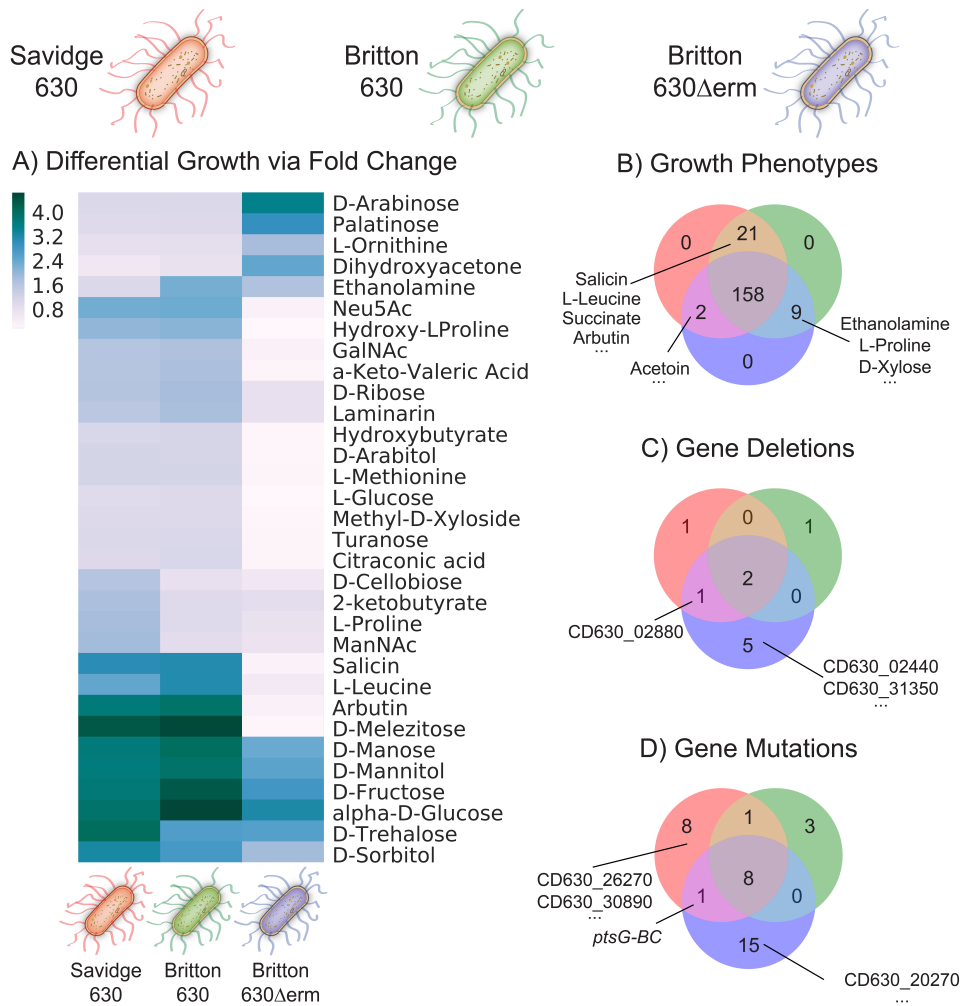 Savidge
630
Britton
630
Britton
630Δerm
A) Differential Growth via Fold Change
4.0
3.2
2.4
1.6
0.8
D-Arabinose
Palatinose
L-Ornithine
Dihydroxyacetone
Ethanolamine
Neu5Ac
Hydroxy-LProline
GalNAc
a-Keto-Valeric Acid
D-Ribose
Laminarin
Hydroxybutyrate
D-Arabitol
L-Methionine
L-Glucose
Methyl-D-Xyloside
Turanose
Citraconic acid
D-Cellobiose
2-ketobutyrate
L-Proline
ManNAc
Salicin
L-Leucine
Arbutin
D-Melezitose
D-Manose
D-Mannitol
D-Fructose
alpha-D-Glucose
D-Trehalose
D-Sorbitol
Savidge
630
Britton
630
Britton
630Δerm
B) Growth Phenotypes
0
21
0
158
2
9
0
Salicin
L-Leucine
Succinate
Arbutin
...
Acetoin
...
Ethanolamine
L-Proline
D-Xylose
...
C) Gene Deletions
1
0
1
2
1
0
5
CD630_02880
CD630_02440
CD630_31350
...
D) Gene Mutations
8
1
3
8
1
0
15
CD630_26270
CD630_30890
...
ptsG-BC
CD630_20270
...